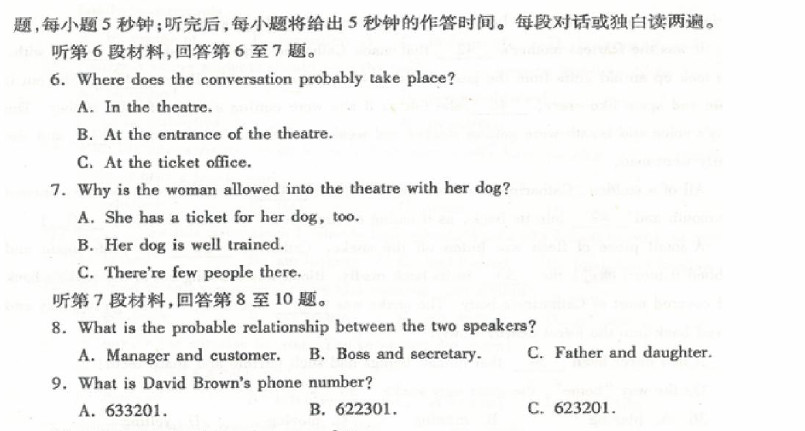 题,每小题 5 秒钟;听完后,每小题将给出 5 秒钟的作答时间。每段对话或独白读两遍。
听第 6 段材料,回答第 6 至 7 题。
6. Where does the conversation probably take place?
A. In the theatre.
B. At the entrance of the theatre.
C. At the ticket office.
7. Why is the woman allowed into the theatre with her dog?
A. She has a ticket for her dog, too.
B. Her dog is well trained.
C. There're few people there.
听第 7 段材料,回答第 8 至 10 题。
8. What is the probable relationship between the two speakers?
A. Manager and customer. B. Boss and secretary. C. Father and daughter.
9. What is David Brown's phone number?
A. 633201. B. 622301. C. 623201.